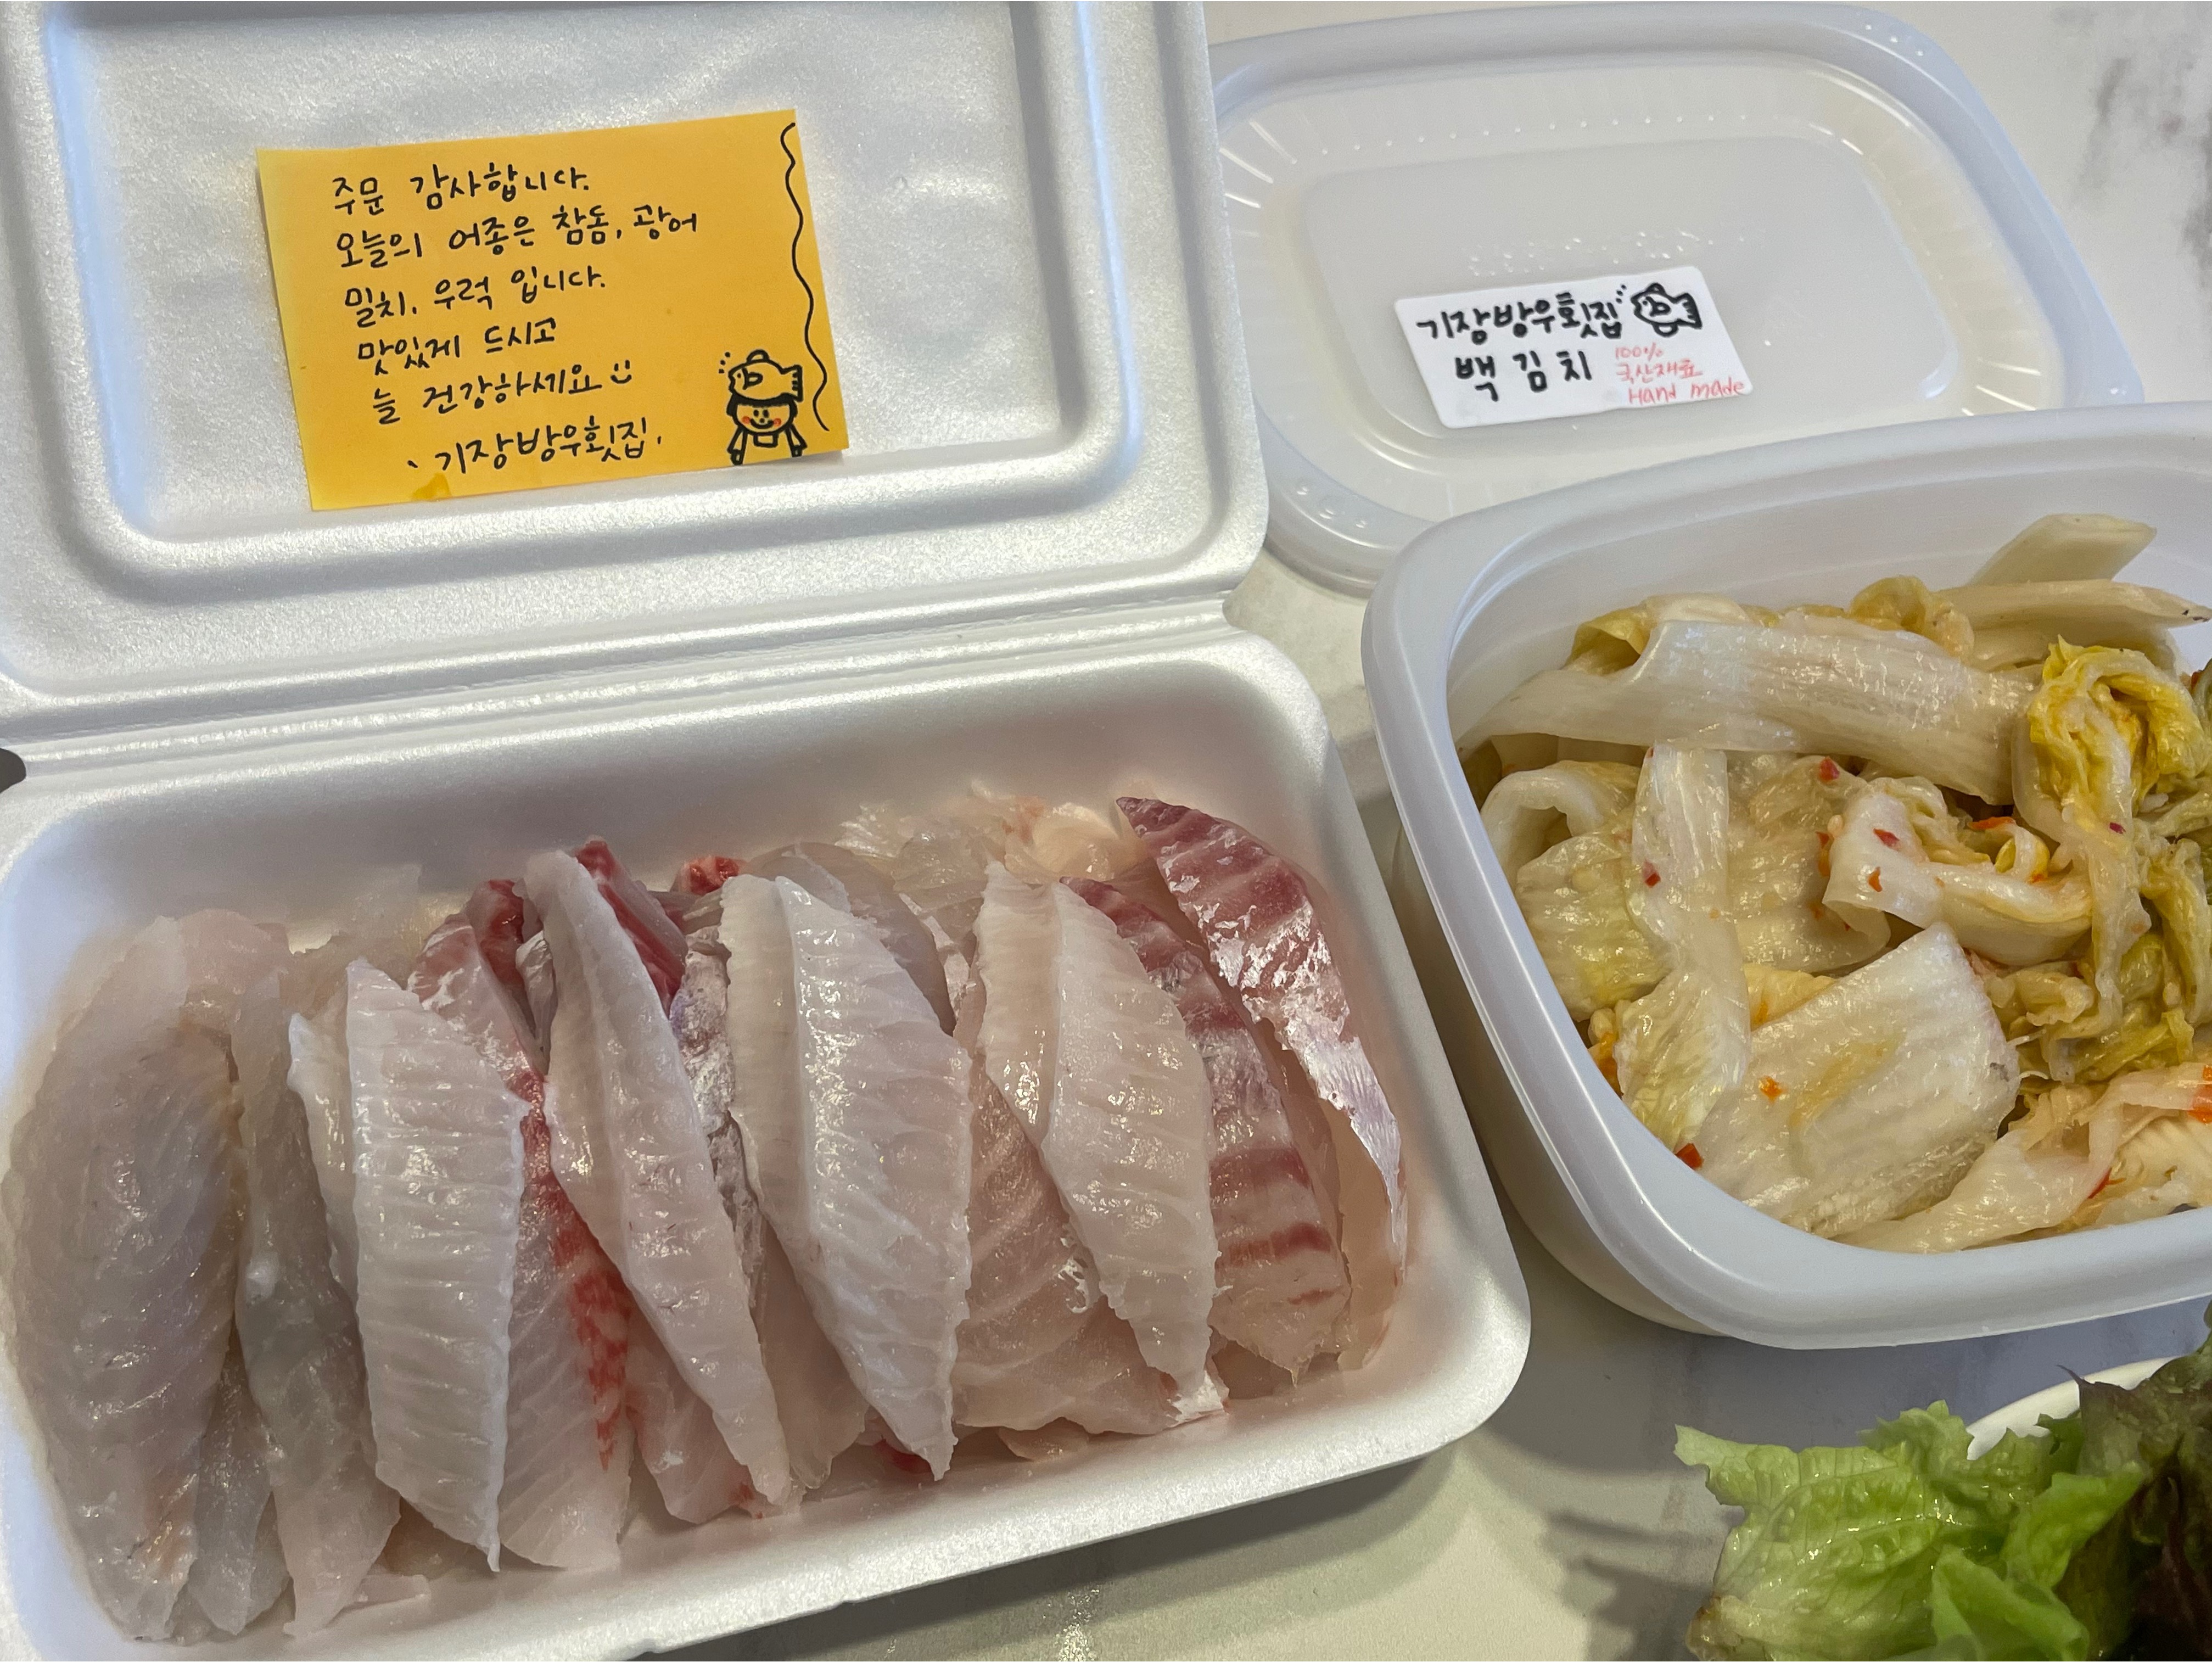 주문 감사합니다.
오늘의 어종은 참돔, 광어
밀치, 우럭 입니다.
맛있게 드시고
늘 건강하세요
기장방우횟집.
기장방우횟집
백김치
100%
국산재료
Hand made